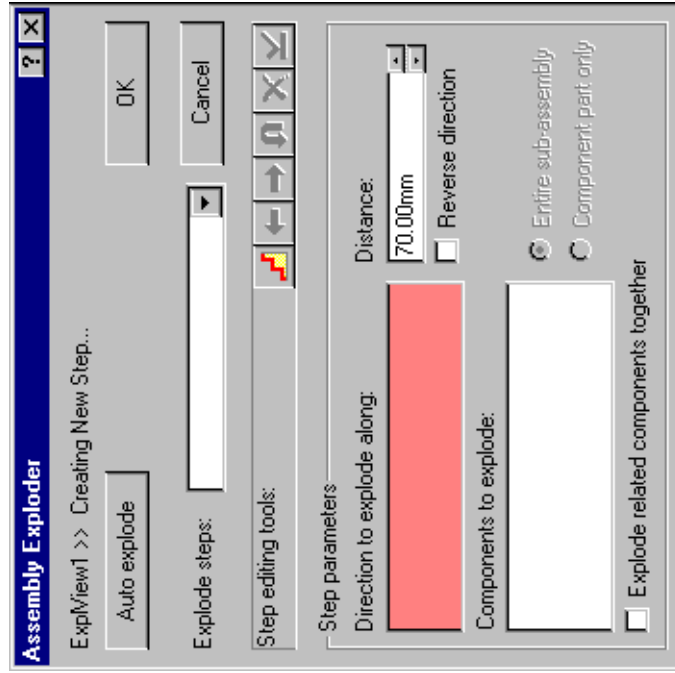 Assembly Exploder
ExplView1 >> Creating New Step...
Auto explode
OK
Explode steps:
Cancel
Step editing tools:
Step parameters
Direction to explode along:
Distance:
70.00mm
Reverse direction
Components to explode:
Entire sub-assembly
Component part only
Explode related components together